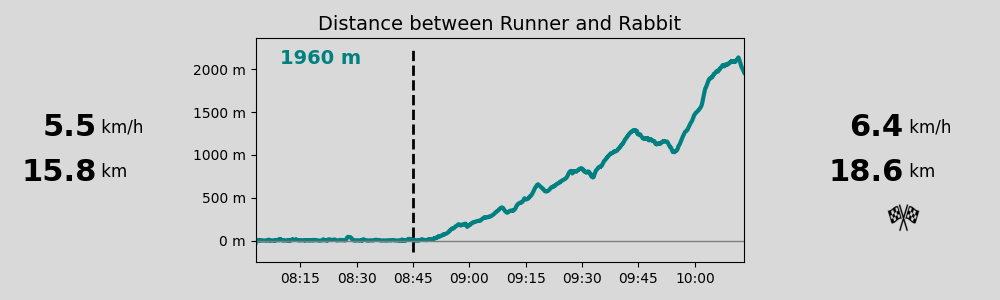 Distance between Runner and Rabbit
1960 m
2000 m
1500 m
1000 m
500 m
0 m
08:15 08:30 08:45 09:00 09:15 09:30 09:45 10:00
5.5 km/h
15.8 km
6.4 km/h
18.6 km